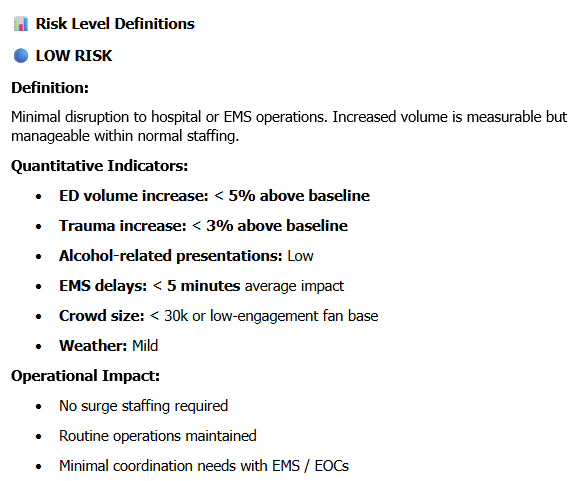 📊 Risk Level Definitions
🔵 LOW RISK
Definition:
Minimal disruption to hospital or EMS operations. Increased volume is measurable but
manageable within normal staffing.
Quantitative Indicators:
• ED volume increase: < 5% above baseline
• Trauma increase: < 3% above baseline
• Alcohol-related presentations: Low
• EMS delays: < 5 minutes average impact
• Crowd size: < 30k or low-engagement fan base
• Weather: Mild
Operational Impact:
• No surge staffing required
• Routine operations maintained
• Minimal coordination needs with EMS / EOCs